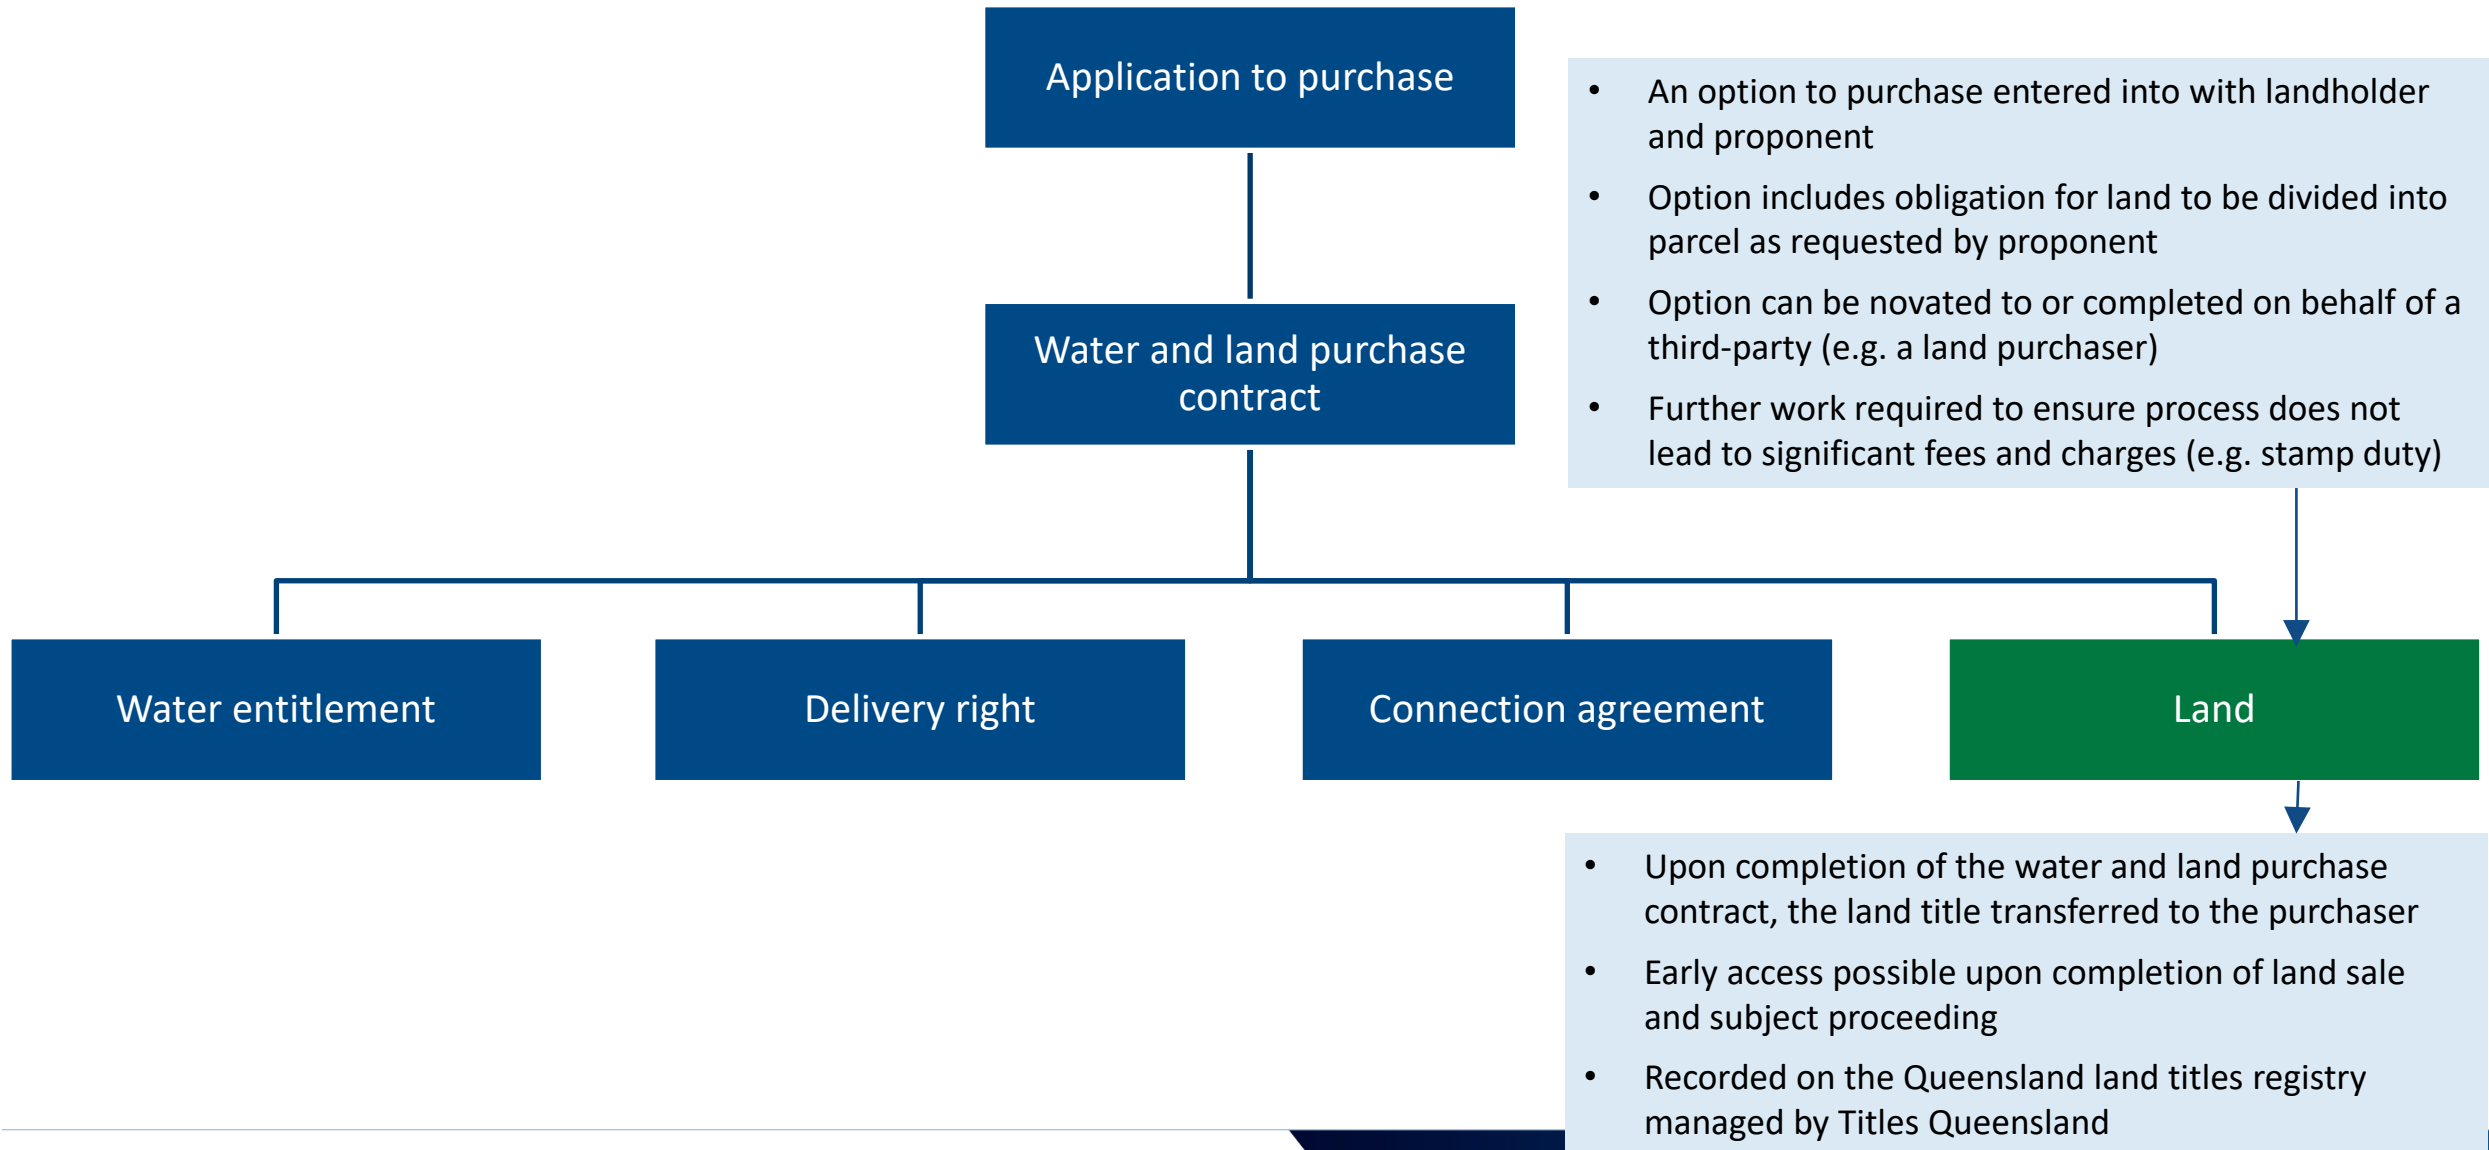 Application to purchase
• An option to purchase entered into with landholder
and proponent
• Option includes obligation for land to be divided into
parcel as requested by proponent
• Option can be novated to or completed on behalf of a
third-party (e.g. a land purchaser)
• Further work required to ensure process does not
lead to significant fees and charges (e.g. stamp duty)
Water and land purchase
contract
Water entitlement
Delivery right
Connection agreement
Land
• Upon completion of the water and land purchase
contract, the land title transferred to the purchaser
• Early access possible upon completion of land sale
and subject proceeding
• Recorded on the Queensland land titles registry
managed by Titles Queensland